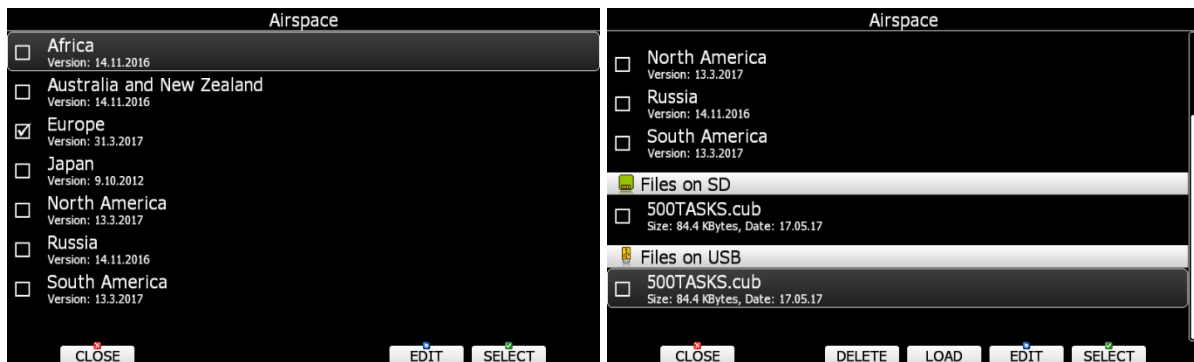 Airspace
Africa
Version: 14.11.2016
Australia and New Zealand
Version: 14.11.2016
Europe
Version: 31.3.2017
Japan
Version: 9.10.2012
North America
Version: 13.3.2017
Russia
Version: 14.11.2016
South America
Version: 13.3.2017
CLOSE EDIT SELECT
Airspace
North America
Version: 13.3.2017
Russia
Version: 14.11.2016
South America
Version: 13.3.2017
Files on SD
500TASKS.cub
Size: 84.4 KBytes, Date: 17.05.17
Files on USB
500TASKS.cub
Size: 84.4 KBytes, Date: 17.05.17
CLOSE DELETE LOAD EDIT SELECT